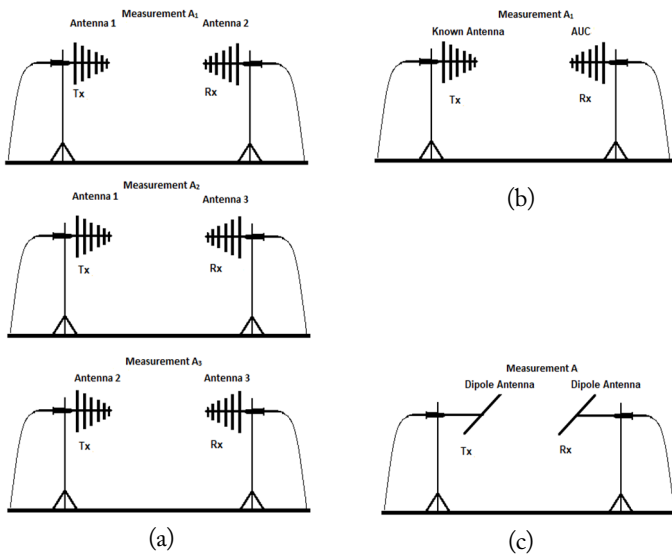 Measurement A₁
Antenna 1 Antenna 2
Tx Rx
Measurement A₂
Antenna 1 Antenna 3
Tx Rx
Measurement A₃
Antenna 2 Antenna 3
Tx Rx
(a)
Measurement A₁
Known Antenna AUC
Tx Rx
(b)
Measurement A
Dipole Antenna Dipole Antenna
Tx Rx
(c)